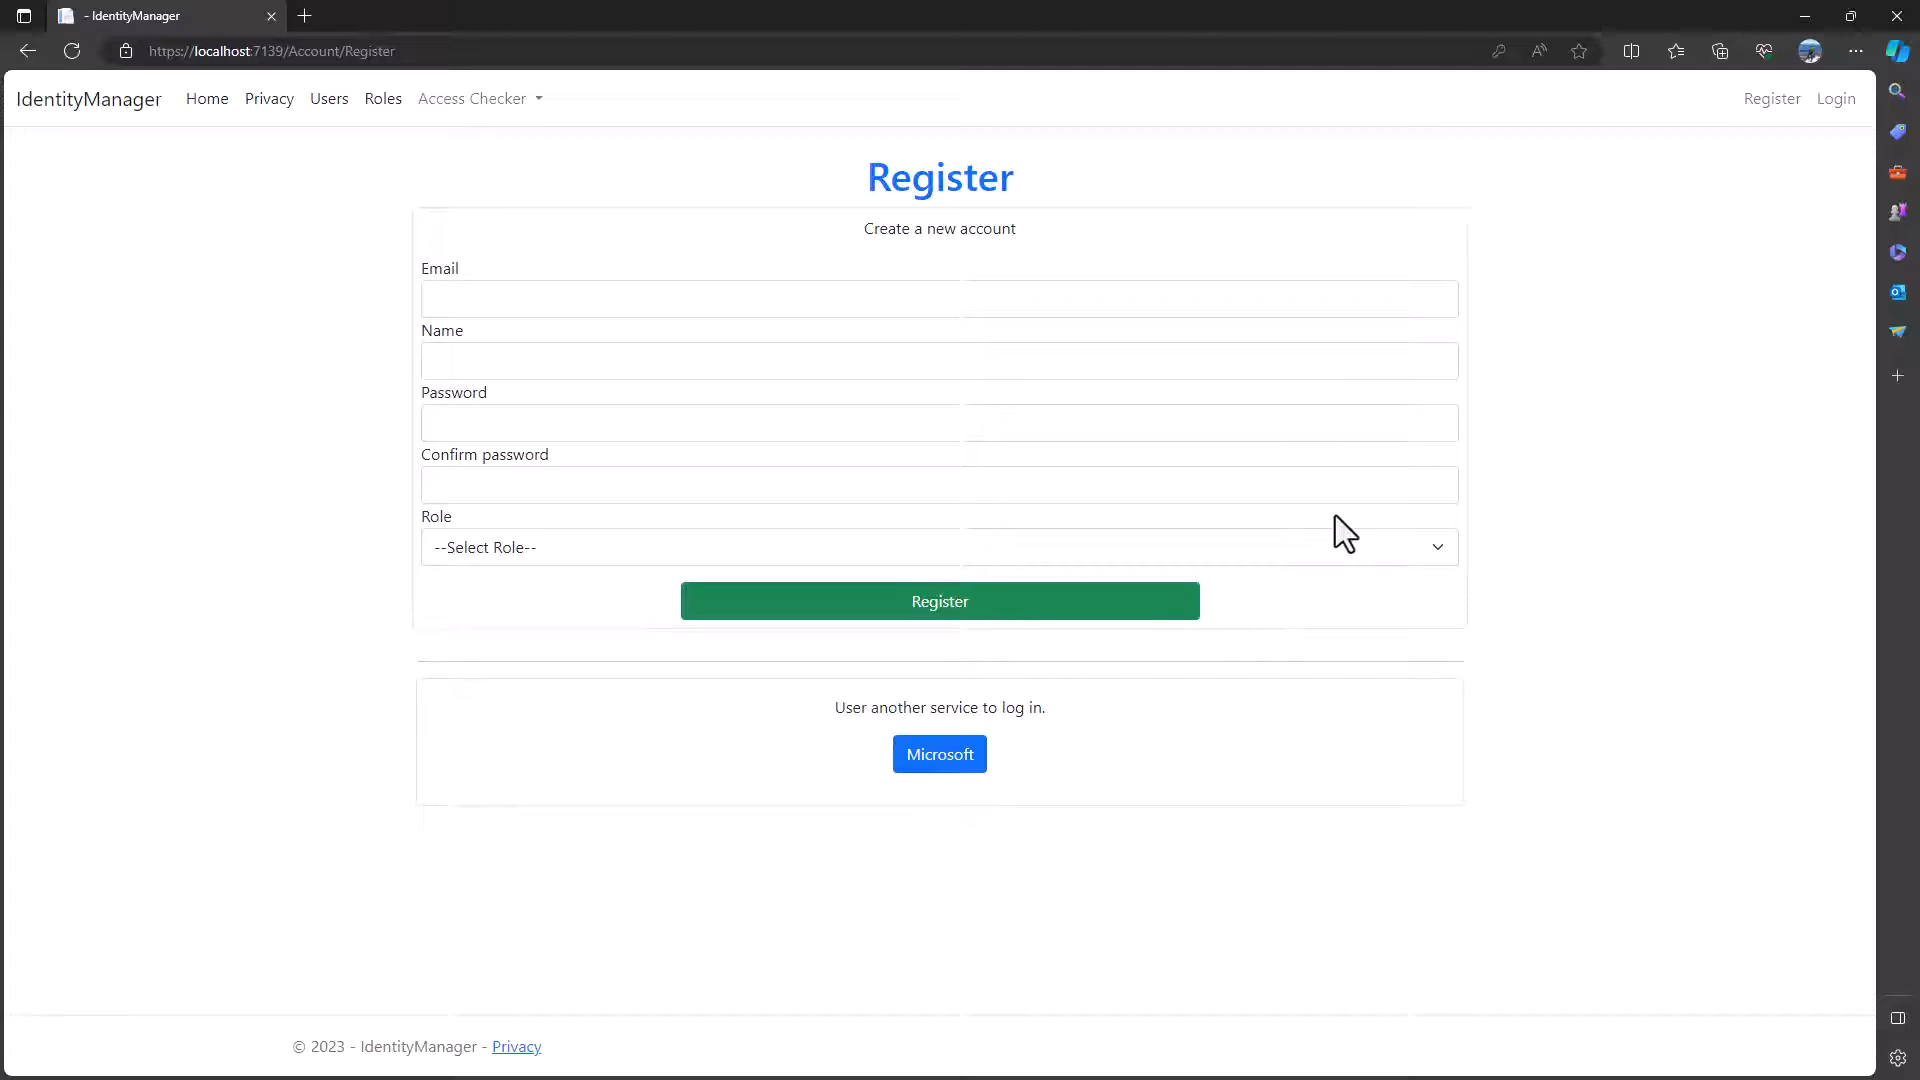 - IdentityManager
https://localhost:7139/Account/Register
IdentityManager Home Privacy Users Roles Access Checker Register Login
Register
Create a new account
Email
Name
Password
Confirm password
Role
--Select Role--
Register
User another service to log in.
Microsoft
© 2023 - IdentityManager - Privacy